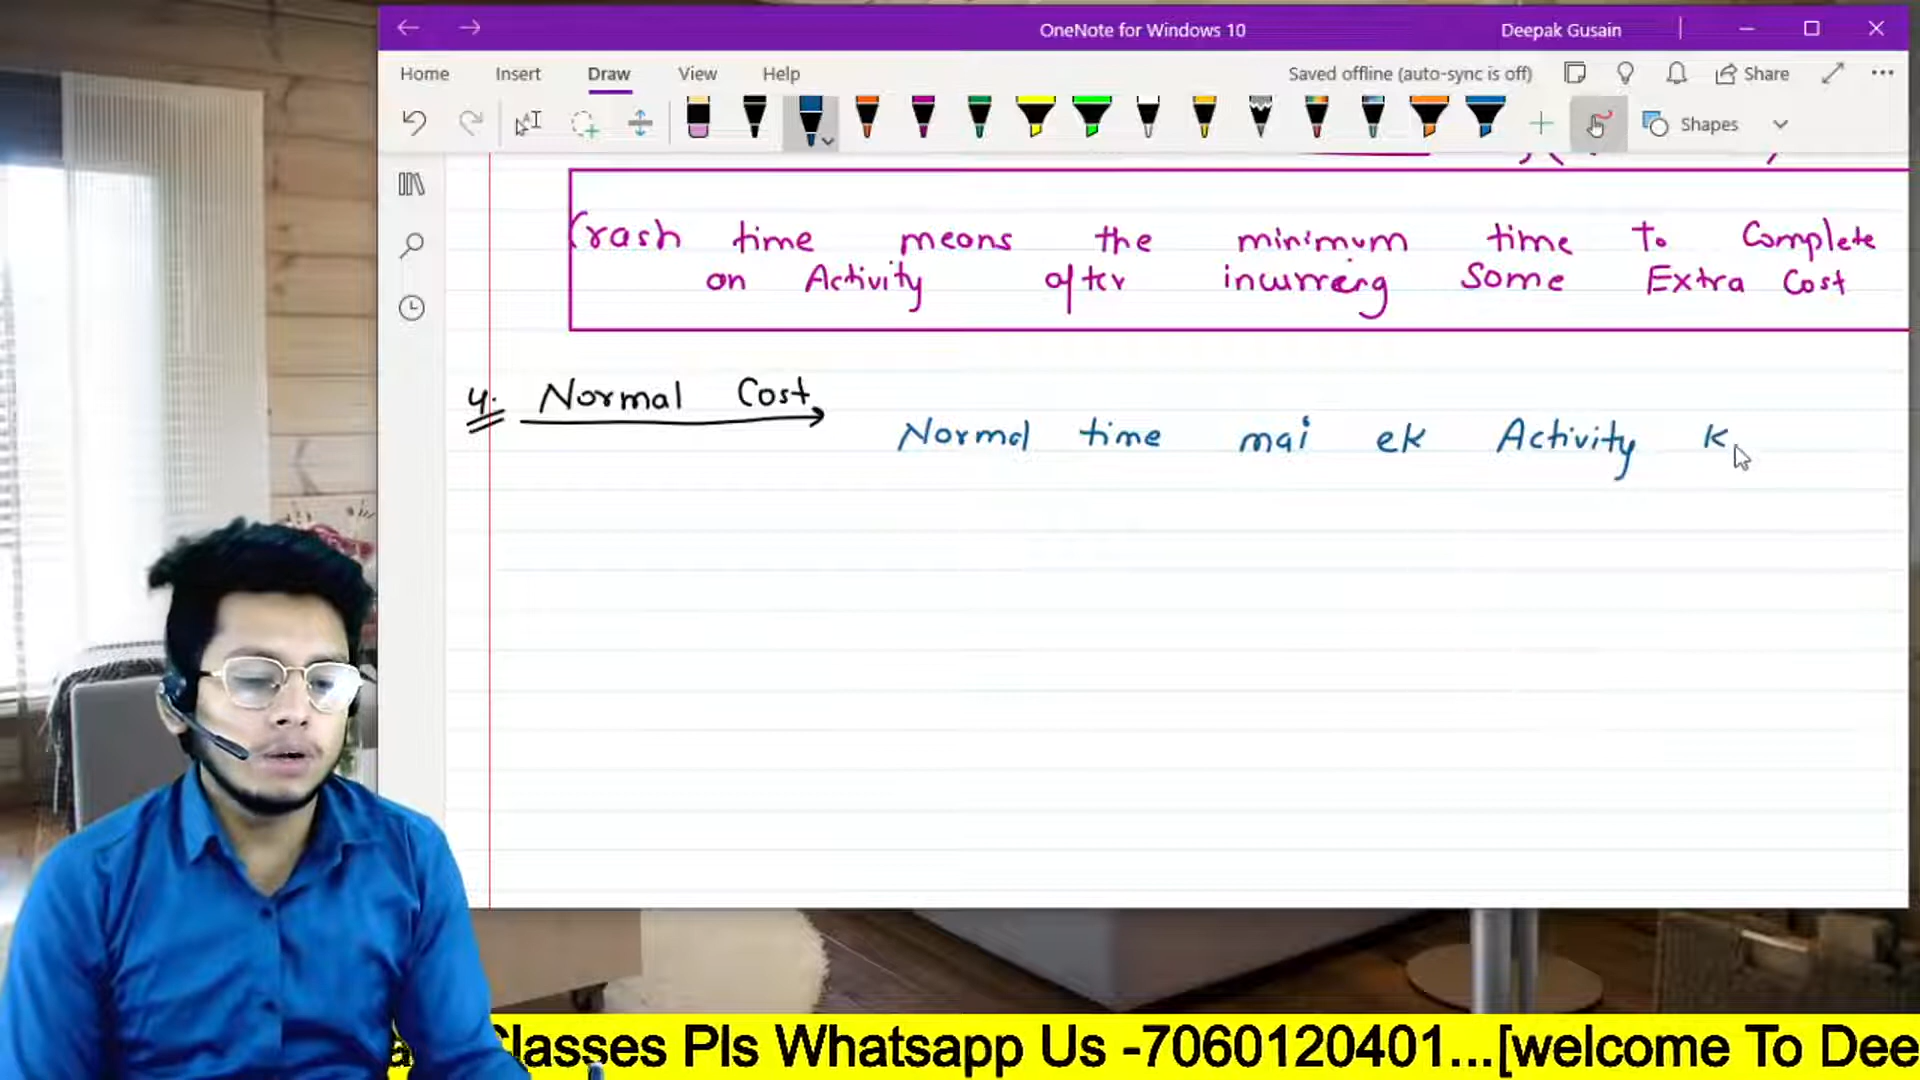 OneNote for Windows 10
Deepak Gusain
Home Insert Draw View Help
Saved offline (auto-sync is off)
Share
Shapes
Crash time means the minimum time To Complete
an Activity after incurreing Some Extra Cost
4. Normal Cost
Normal time mai ek Activity K
Classes Pls Whatsapp Us -7060120401...[welcome To Dee